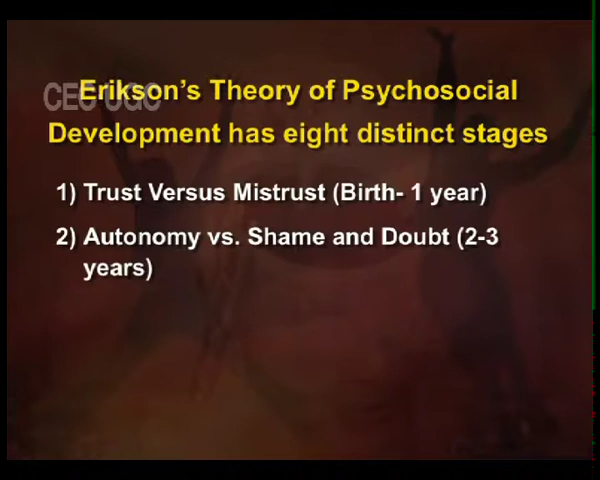 CEC UGC
Erikson's Theory of Psychosocial
Development has eight distinct stages
1) Trust Versus Mistrust (Birth- 1 year)
2) Autonomy vs. Shame and Doubt (2-3
years)